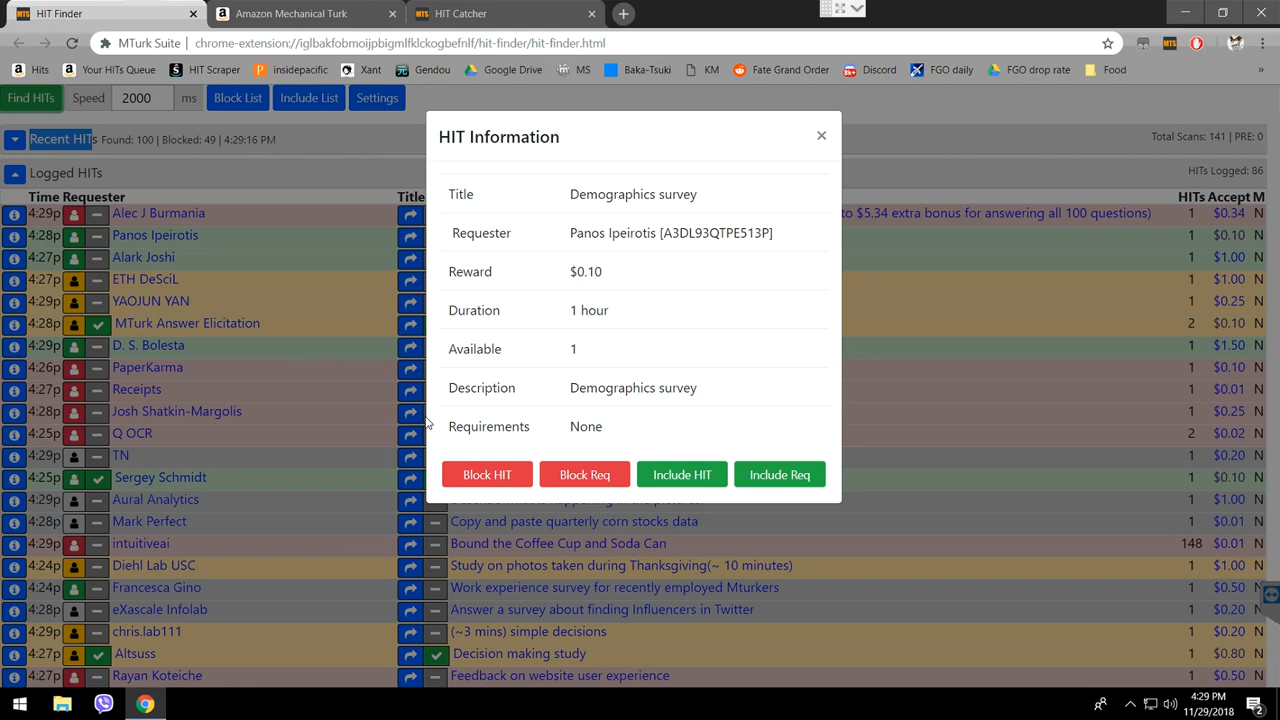 HIT Finder
Amazon Mechanical Turk
HIT Catcher
MTurk Suite
chrome-extension://iglbakfobmoijpbigmlfklckogbefnlf/hit-finder/hit-finder.html
Hits
Your HITs Queue
HIT Scraper
insidepacific
Xant
Gendou
Google Drive
MS
Baka-Tsuki
KM
Fate Grand Order
Discord
FGO daily
FGO drop rate
Food
Find HITs Speed 2000 ms Block List Include List Settings
Recent HITs Found: 100 | Blocked: 49 | 4:29:16 PM
Total Scans: 141 | PRE: 0
Logged HITs
HITs Logged: 86
Time Requester Title HITs Accept M
4:29p Alec J Burmania to $5.34 extra bonus for answering all 100 questions) 1 $0.34 N
4:28p Panos Ipeirotis 1 $0.10 N
4:27p Alark Joshi 1 $1.00 N
4:27p ETH DeSciL 1 $1.00 N
4:29p YAOJUN YAN 1 $0.25 N
4:28p MTurk Answer Elicitation 2 $0.10 N
4:29p D. S. Bolesta 1 $1.50 N
4:26p PaperKarma 1 $0.10 N
4:27p Receipts 1 $0.01 N
4:28p Josh Shatkin-Margolis 1 $0.25 N
4:25p Q OCR 2 $0.02 N
4:29p TN 1 $0.20 N
4:25p Sergey Schmidt 1 $0.10 N
4:29p Aural Analytics 1 $1.00 N
4:28p Mark Perfect Copy and paste quarterly corn stocks data 1 $0.01 N
4:29p intuitiveai Bound the Coffee Cup and Soda Can 148 $0.01 N
4:24p Diehl Lab USC Study on photos taken during Thanksgiving(~ 10 minutes) 1 $1.00 N
4:24p Francesca Gino Work experience survey for recently employed Mturkers 1 $0.50 N
4:28p eXascale Infolab Answer a survey about finding Influencers in Twitter 1 $0.20 N
4:29p chris.lab111 (~3 mins) simple decisions 1 $0.20 N
4:27p Altsuss Decision making study 1 $0.80 N
4:27p Rayan Koteiche Feedback on website user experience 1 $0.50 N
HIT Information ×
Title Demographics survey
Requester Panos Ipeirotis [A3DL93QTPE513P]
Reward $0.10
Duration 1 hour
Available 1
Description Demographics survey
Requirements None
Block HIT Block Req Include HIT Include Req
4:29 PM
11/29/2018
2